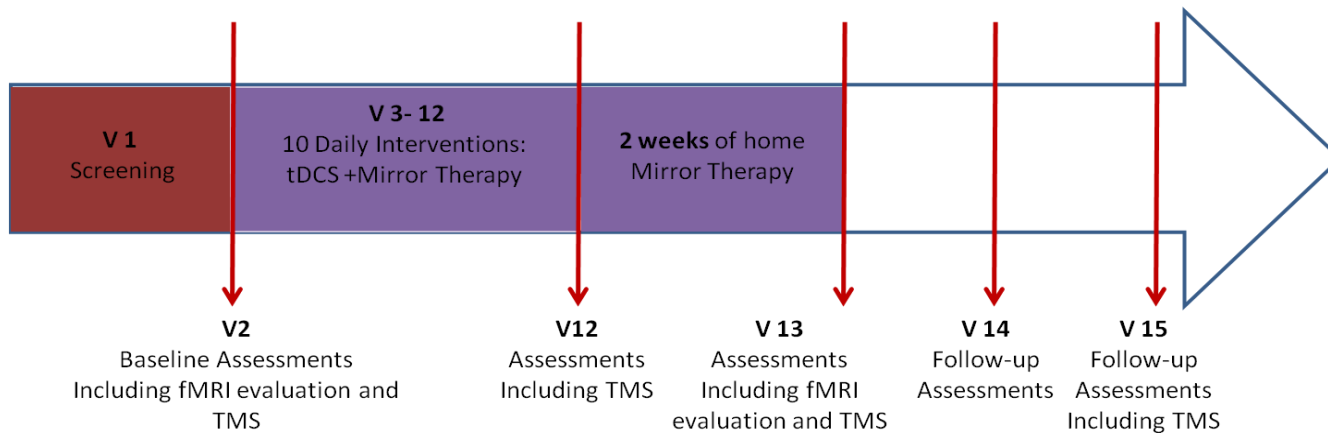 V 1
Screening
V 3- 12
10 Daily Interventions:
tDCS +Mirror Therapy
2 weeks of home
Mirror Therapy
V2
Baseline Assessments
Including fMRI evaluation and
TMS
V12
Assessments
Including TMS
V 13
Assessments
Including fMRI
evaluation and TMS
V 14
Follow-up
Assessments
V 15
Follow-up
Assessments
Including TMS